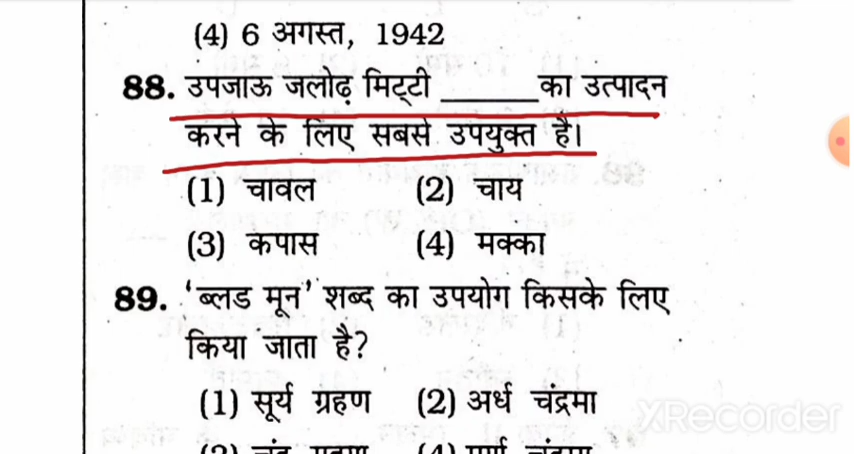 (4) 6 अगस्त, 1942
88. उपजाऊ जलोढ़ मिट्टी ______ का उत्पादन
करने के लिए सबसे उपयुक्त है।
(1) चावल (2) चाय
(3) कपास (4) मक्का
89. 'ब्लड मून' शब्द का उपयोग किसके लिए
किया जाता है?
(1) सूर्य ग्रहण (2) अर्ध चंद्रमा
XRecorder